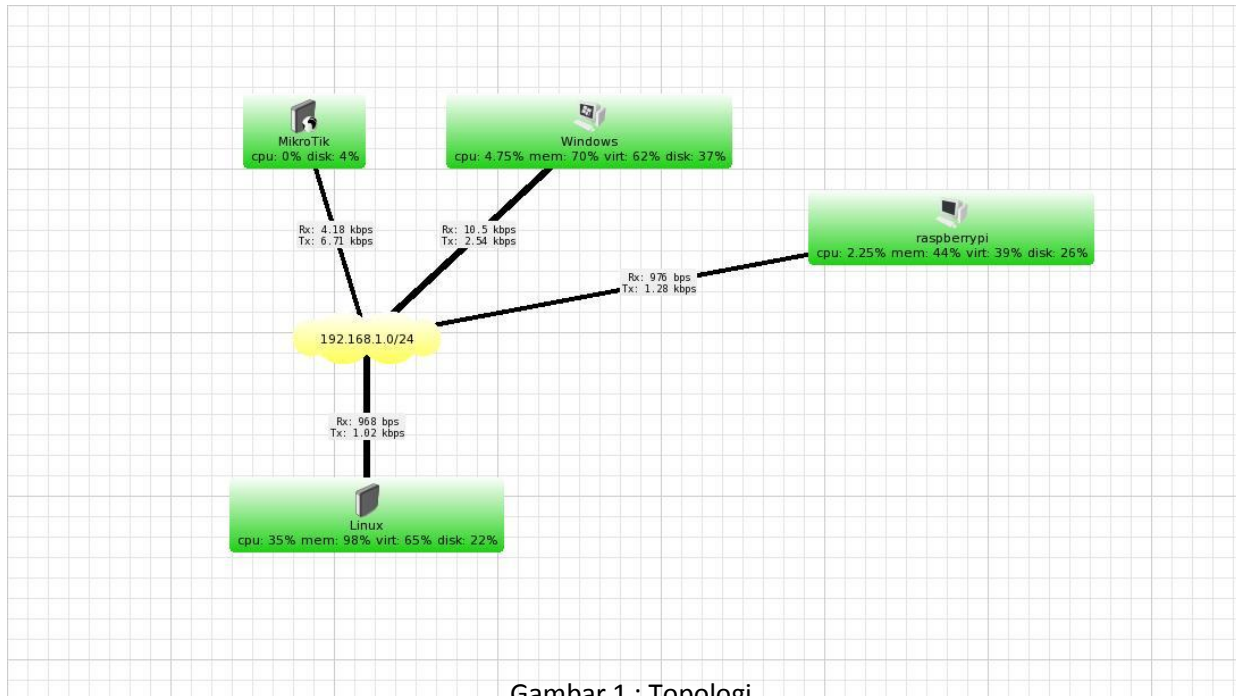 MikroTik
cpu: 0% disk: 4%
Windows
cpu: 4.75% mem: 70% virt: 62% disk: 37%
raspberrypi
cpu: 2.25% mem: 44% virt: 39% disk: 26%
Rx: 4.18 kbps
Tx: 6.71 kbps
Rx: 10.5 kbps
Tx: 2.54 kbps
Rx: 976 bps
Tx: 1.28 kbps
192.168.1.0/24
Rx: 968 bps
Tx: 1.02 kbps
Linux
cpu: 35% mem: 98% virt: 65% disk: 22%
Gambar 1 : Topologi